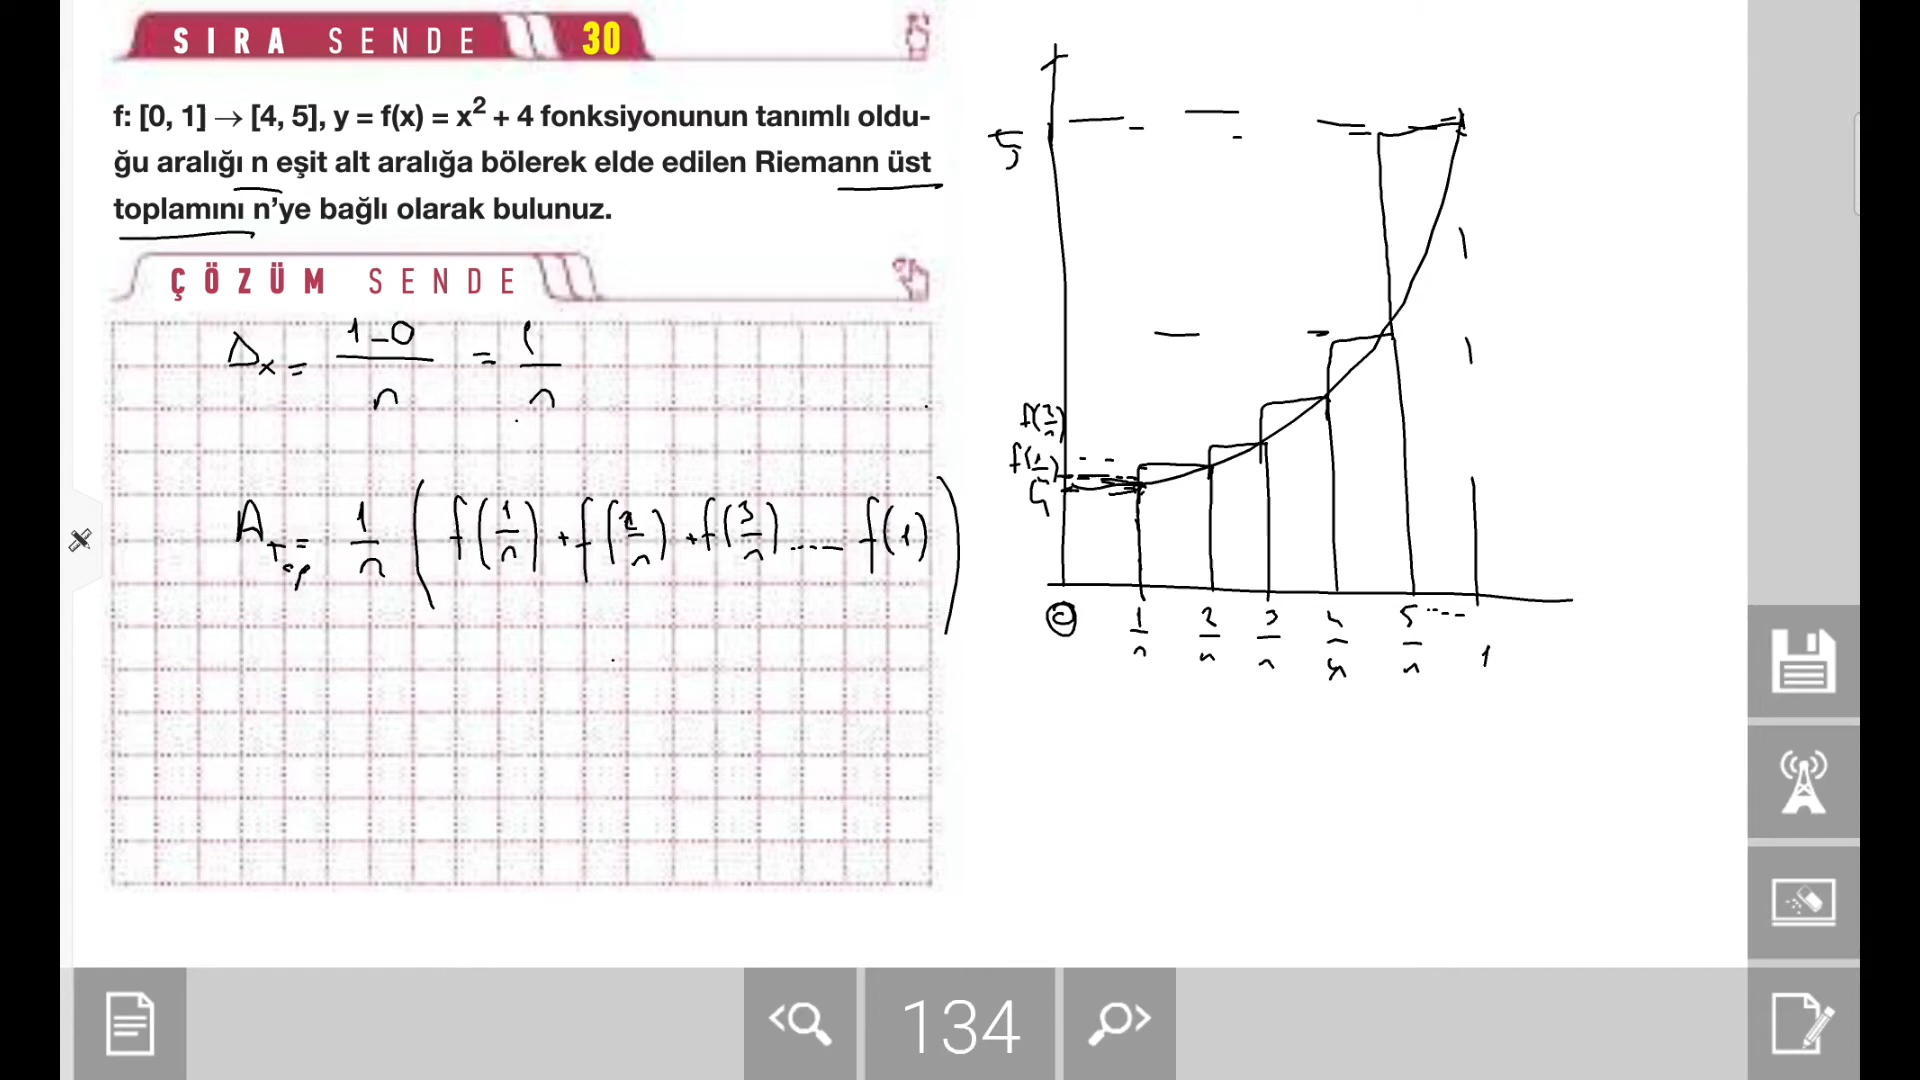 SIRA SENDE 30
f: [0, 1] → [4, 5], y = f(x) = x² + 4 fonksiyonunun tanımlı oldu-
ğu aralığı n eşit alt aralığa bölerek elde edilen Riemann üst
toplamını n'ye bağlı olarak bulunuz.
ÇÖZÜM SENDE
Δx = (1-0)/n = 1/n
A_Top = 1/n ( f(1/n) + f(2/n) + f(3/n) ..... f(1) )
5
f(2/n)
f(1/n)
4
0 1/n 2/n 3/n 4/n 5/n .... 1
134